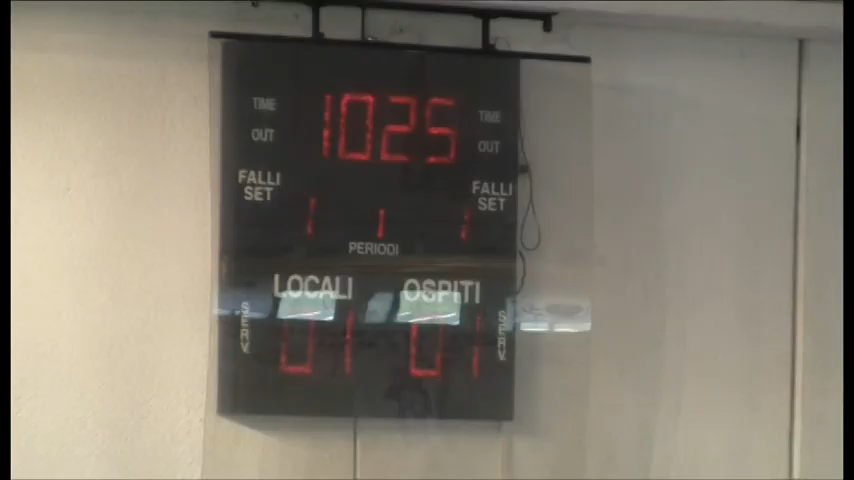 TIME 1025 TIME
OUT OUT
FALLI FALLI
SET SET
1 1 1
PERIODI
LOCALI OSPITI
SERV 01 01 SERV